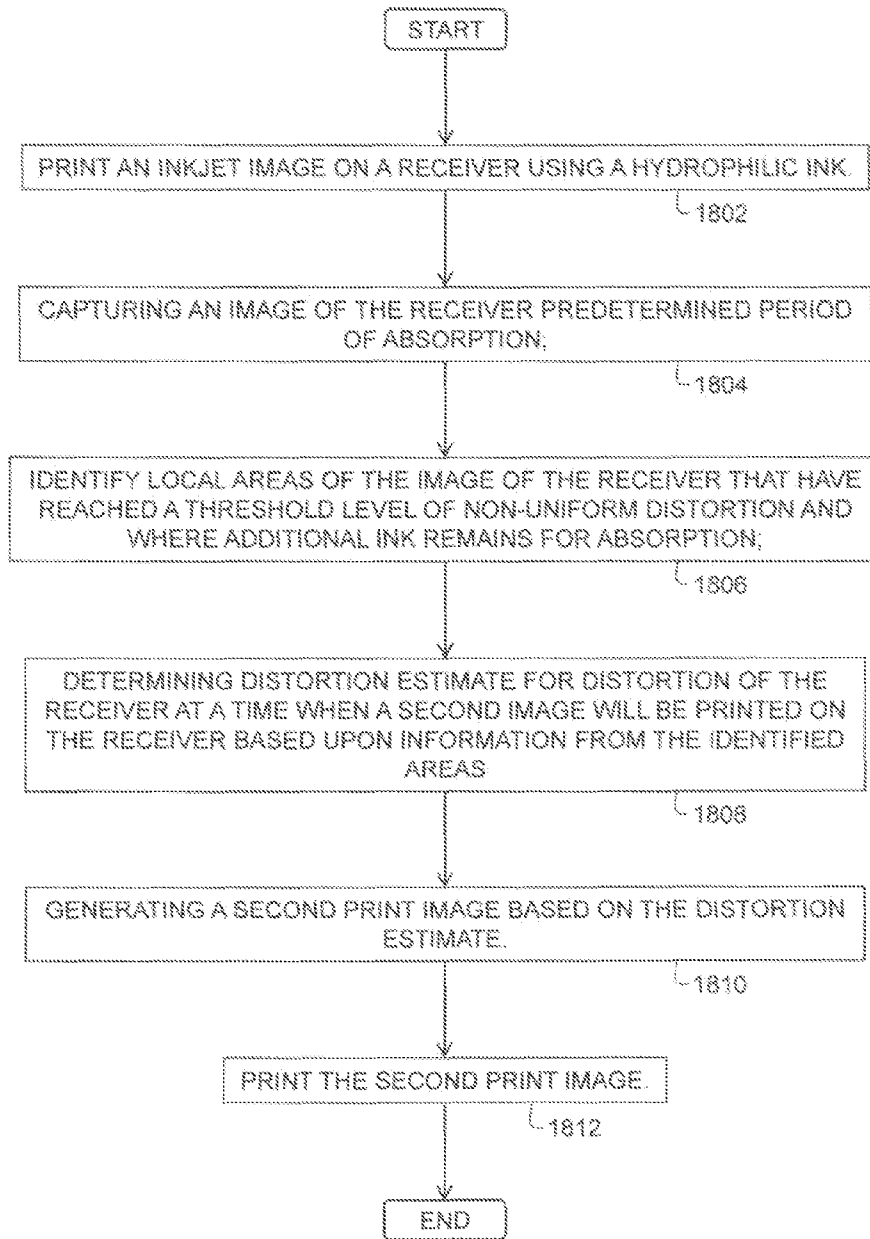 START
PRINT AN INKJET IMAGE ON A RECEIVER USING A HYDROPHILIC INK.
1802
CAPTURING AN IMAGE OF THE RECEIVER PREDETERMINED PERIOD
OF ABSORPTION;
1804
IDENTIFY LOCAL AREAS OF THE IMAGE OF THE RECEIVER THAT HAVE
REACHED A THRESHOLD LEVEL OF NON-UNIFORM DISTORTION AND
WHERE ADDITIONAL INK REMAINS FOR ABSORPTION;
1806
DETERMINING DISTORTION ESTIMATE FOR DISTORTION OF THE
RECEIVER AT A TIME WHEN A SECOND IMAGE WILL BE PRINTED ON
THE RECEIVER BASED UPON INFORMATION FROM THE IDENTIFIED
AREAS
1808
GENERATING A SECOND PRINT IMAGE BASED ON THE DISTORTION
ESTIMATE.
1810
PRINT THE SECOND PRINT IMAGE.
1812
END